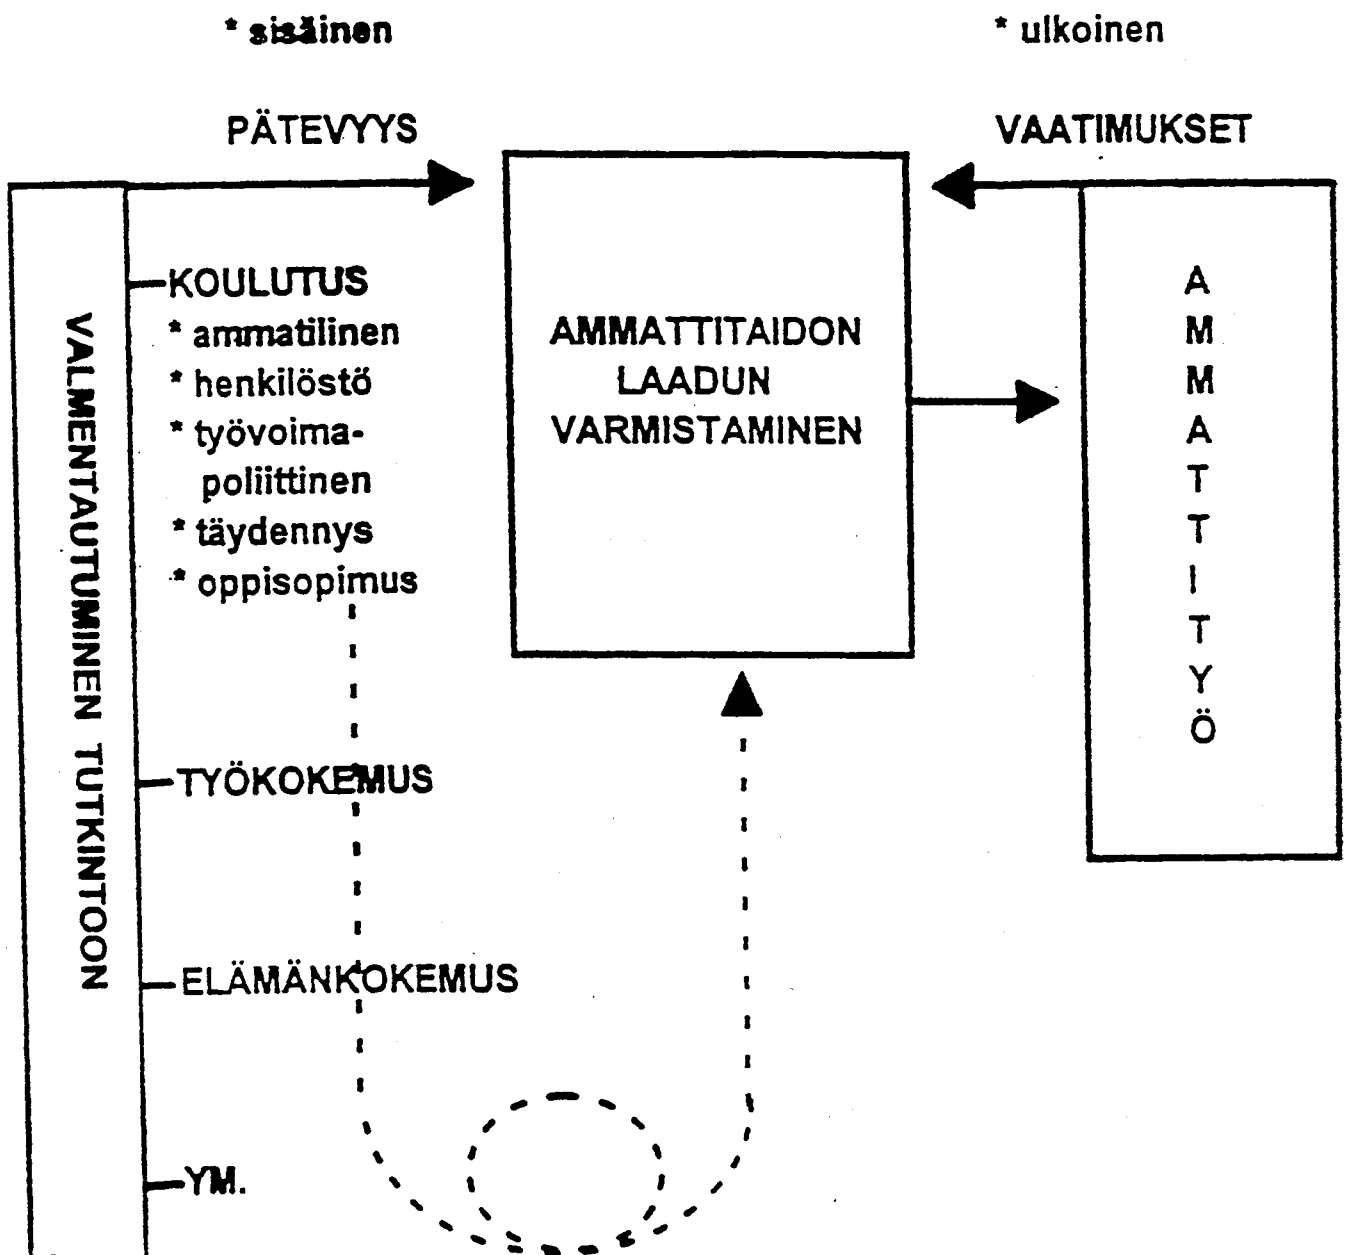 * sisäinen
* ulkoinen
PÄTEVYYS
VAATIMUKSET
VALMENTAUTUMINEN TUTKINTOON
KOULUTUS
* ammatilinen
* henkilöstö
* työvoima-
poliittinen
* täydennys
* oppisopimus
TYÖKOKEMUS
ELÄMÄNKOKEMUS
YM.
AMMATTITAIDON
LAADUN
VARMISTAMINEN
AMMATTITYÖ